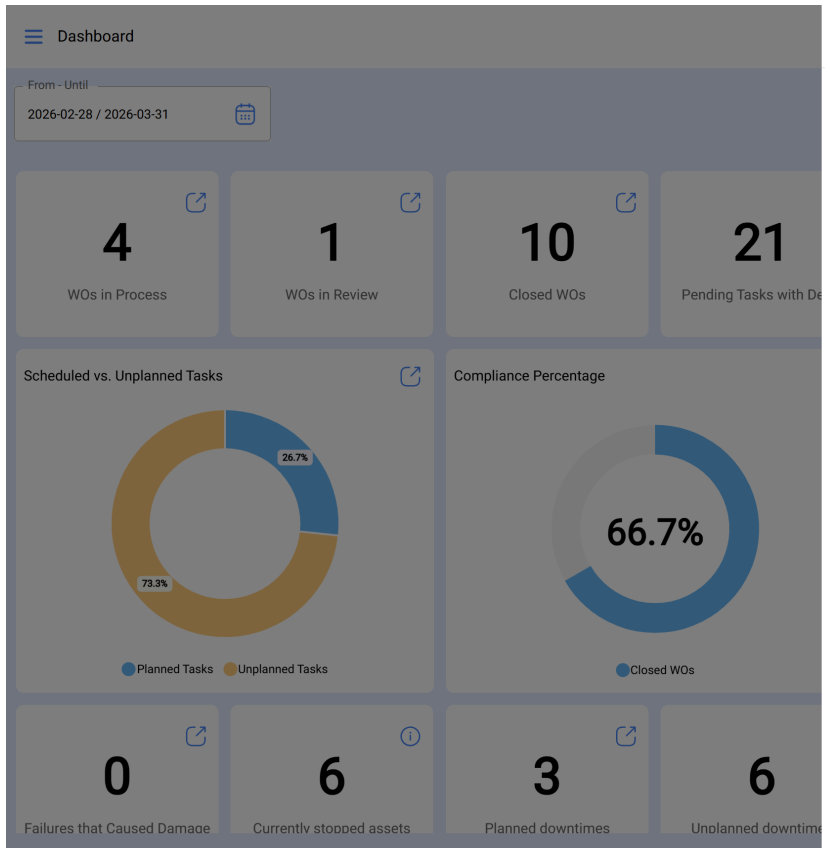 Dashboard
From - Until
2026-02-28 / 2026-03-31
4
1
10
21
WOs in Process
WOs in Review
Closed WOs
Pending Tasks with De
Scheduled vs. Unplanned Tasks
Compliance Percentage
26.7%
66.7%
73.3%
Planned Tasks
Unplanned Tasks
Closed WOs
0
6
3
6
Failures that Caused Damage
Currently stopped assets
Planned downtimes
Unplanned downtime